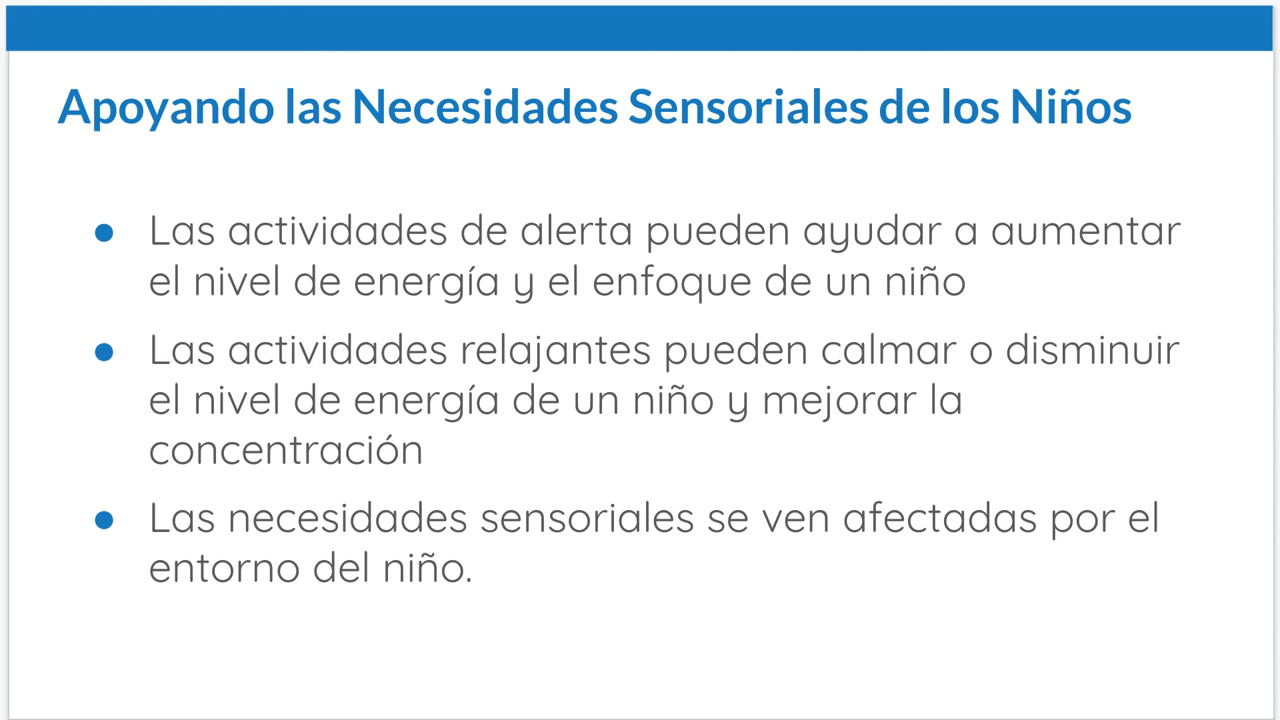 Apoyando las Necesidades Sensoriales de los Niños
● Las actividades de alerta pueden ayudar a aumentar
el nivel de energía y el enfoque de un niño
● Las actividades relajantes pueden calmar o disminuir
el nivel de energía de un niño y mejorar la
concentración
● Las necesidades sensoriales se ven afectadas por el
entorno del niño.